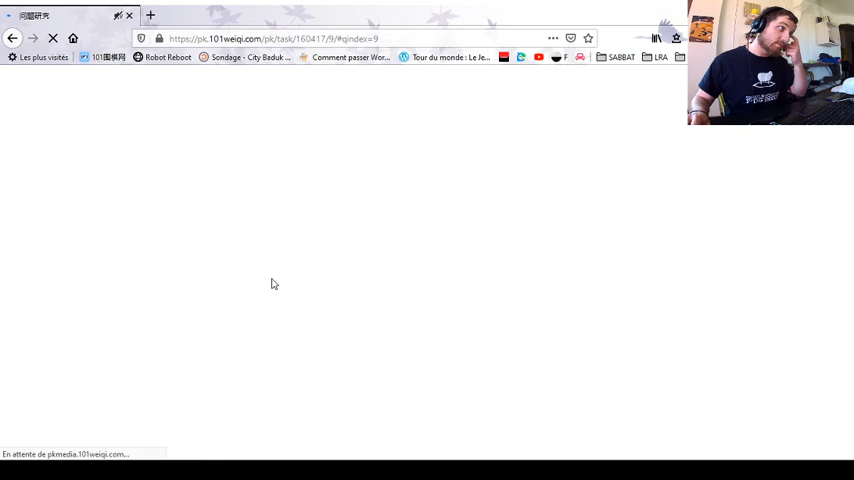 问题研究
https://pk.101weiqi.com/pk/task/160417/9/#qindex=9
Les plus visités 101围棋网 Robot Reboot Sondage - City Baduk ... Comment passer Wor... Tour du monde : Le Je... F SABBAT LRA
En attente de pkmedia.101weiqi.com...